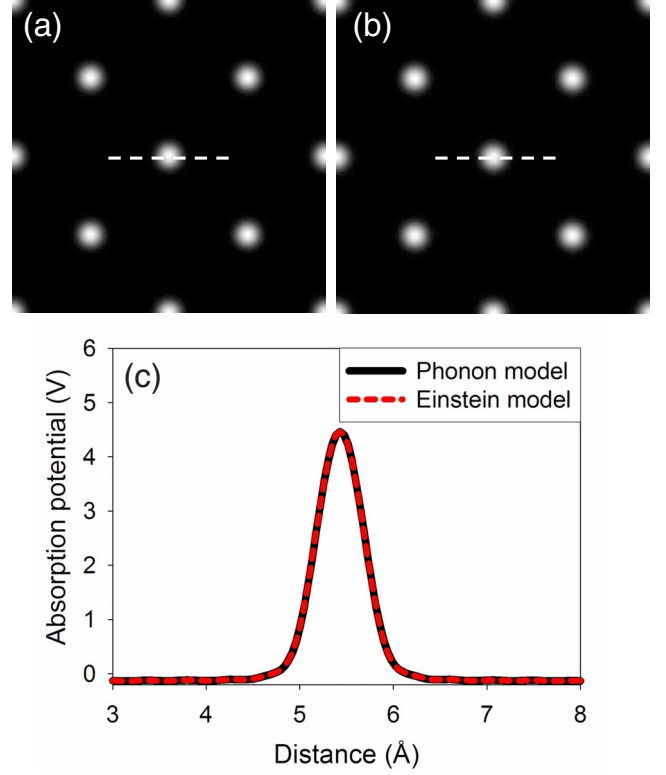 (a)
(b)
(c)
Phonon model
Einstein model
Absorption potential (V)
6
5
4
3
2
1
0
3 4 5 6 7 8
Distance (Å)